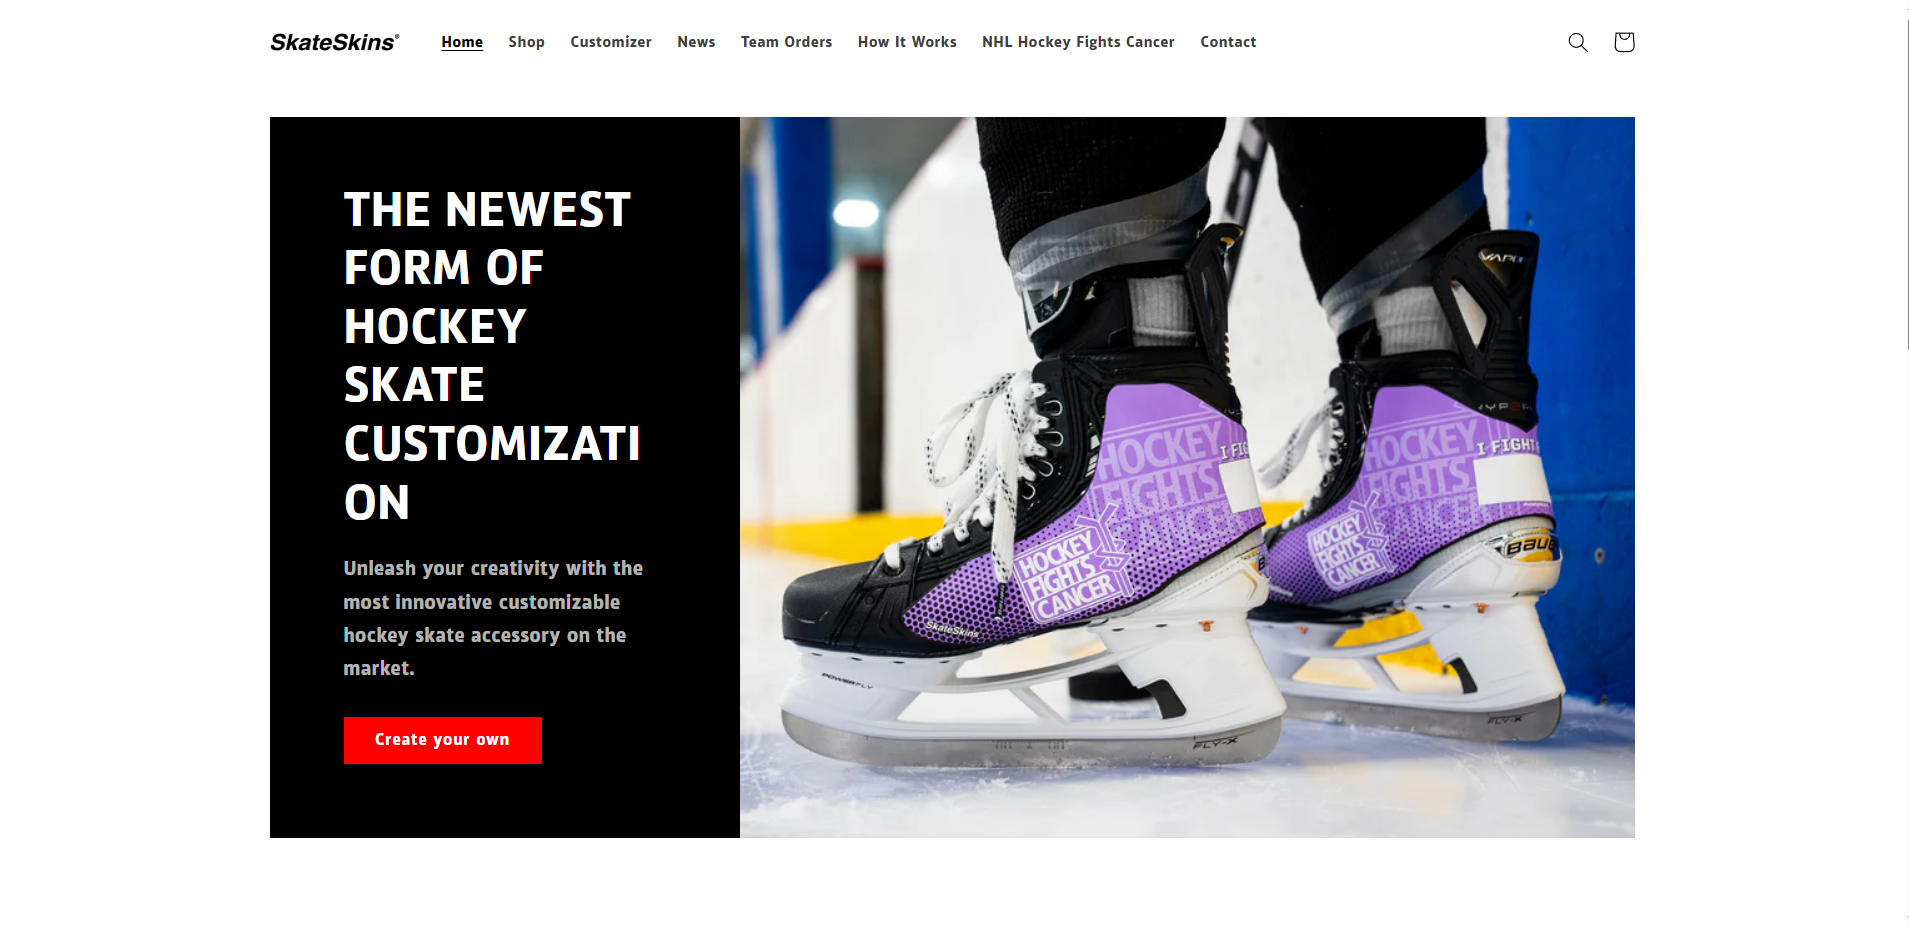 SkateSkins®
Home Shop Customizer News Team Orders How It Works NHL Hockey Fights Cancer Contact
THE NEWEST
FORM OF
HOCKEY
SKATE
CUSTOMIZATI
ON
Unleash your creativity with the
most innovative customizable
hockey skate accessory on the
market.
Create your own
VAPOR
HOCKEY
FIGHTS
CANCER
I FIG
HOCKEY
FIGHTS
CANCER
SkateSkins
POWERFLY
FLY-X
HOCKEY
FIGHTS
CANCER
I FIGHT
HOCKEY
FIGHTS
CANCER
BAUE
FLY-X